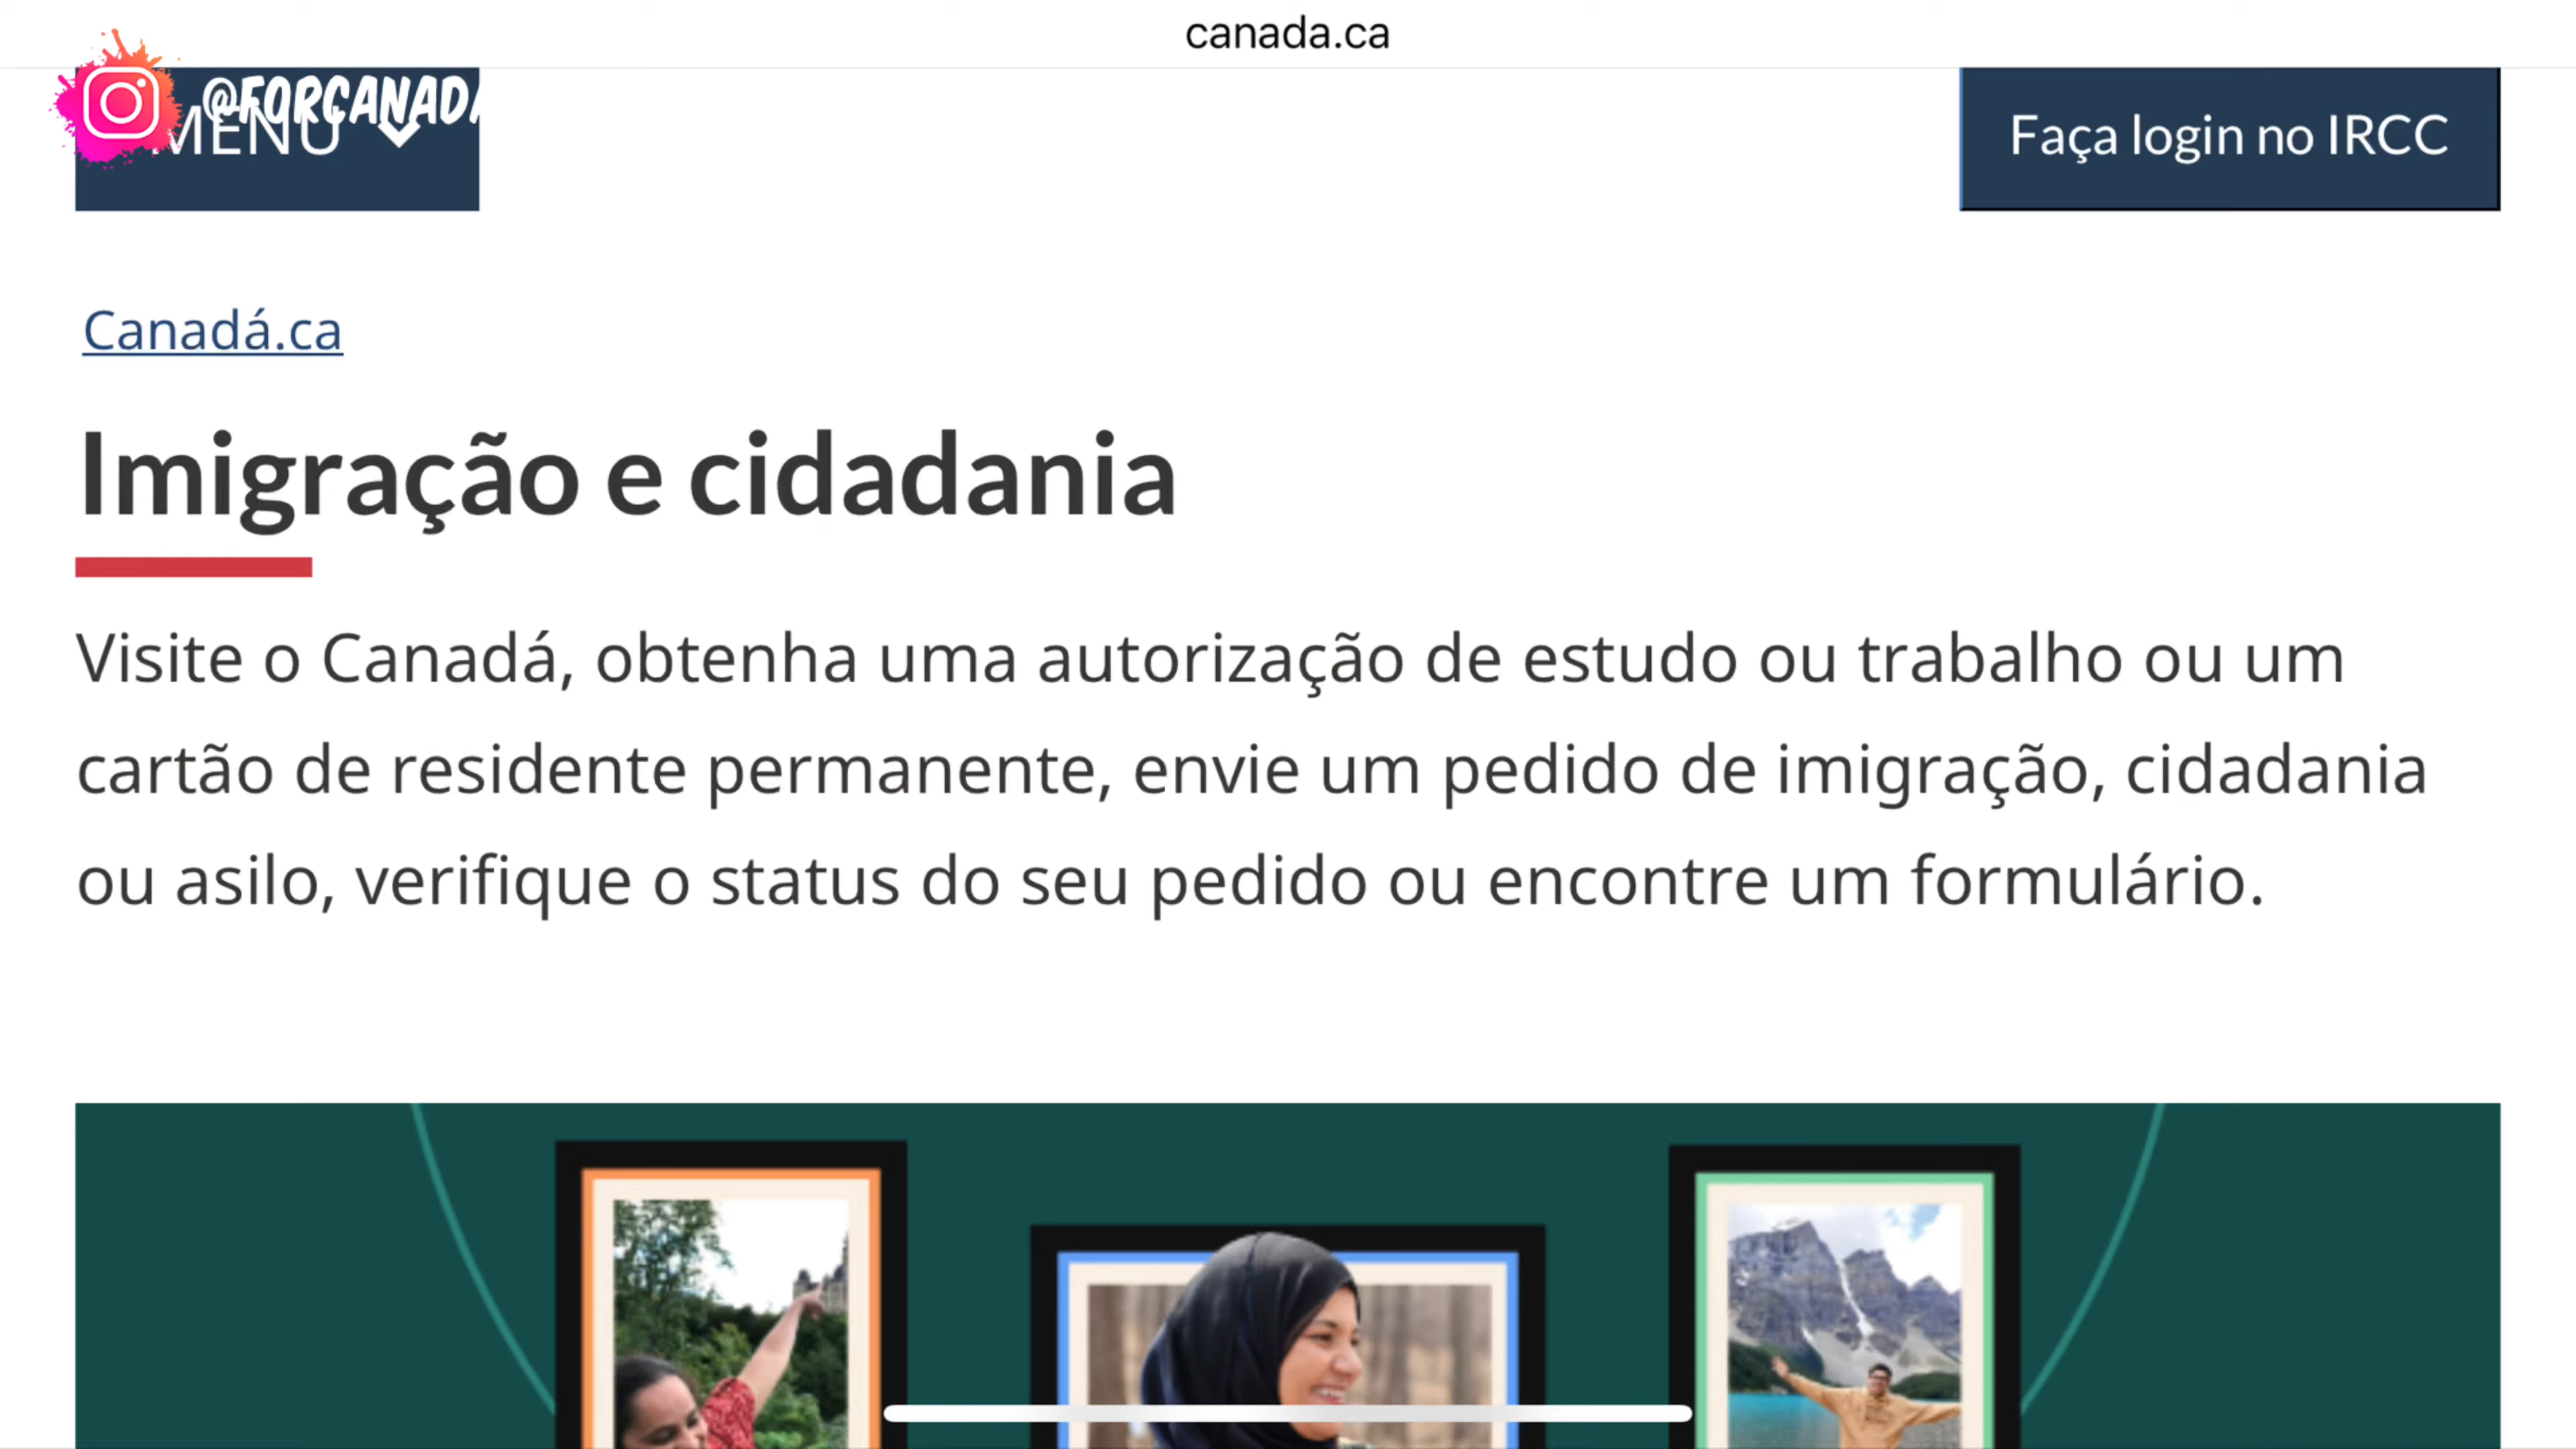 canada.ca
@FORCANADA
MENU
Faça login no IRCC
Canadá.ca
Imigração e cidadania
Visite o Canadá, obtenha uma autorização de estudo ou trabalho ou um
cartão de residente permanente, envie um pedido de imigração, cidadania
ou asilo, verifique o status do seu pedido ou encontre um formulário.